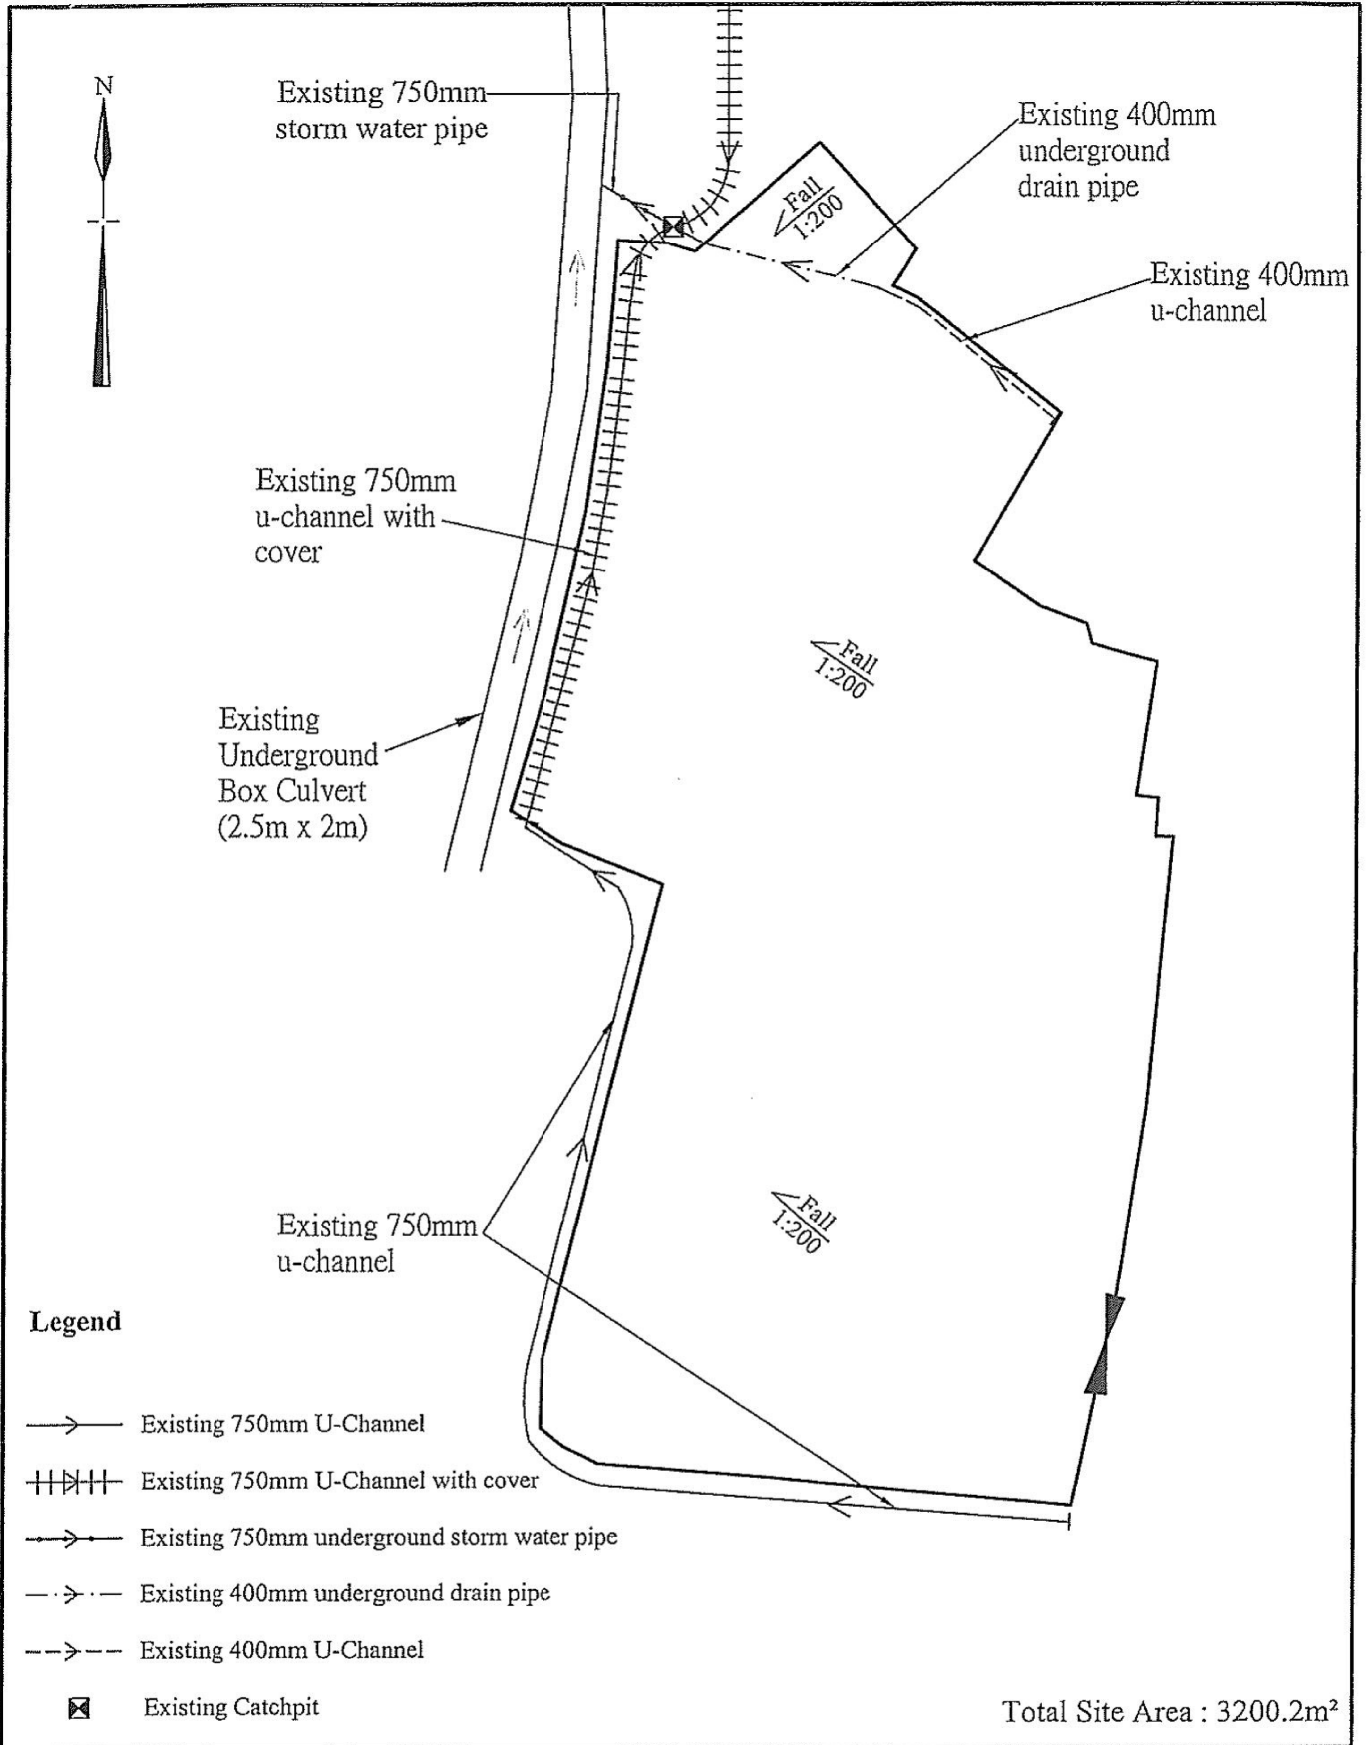 N
Existing 750mm
storm water pipe
Existing 400mm
underground
drain pipe
Fall
1:200
Existing 400mm
u-channel
Existing 750mm
u-channel with
cover
Fall
1:200
Existing
Underground
Box Culvert
(2.5m x 2m)
Fall
1:200
Existing 750mm
u-channel
Legend
Existing 750mm U-Channel
Existing 750mm U-Channel with cover
Existing 750mm underground storm water pipe
Existing 400mm underground drain pipe
Existing 400mm U-Channel
Existing Catchpit
Total Site Area : 3200.2m²